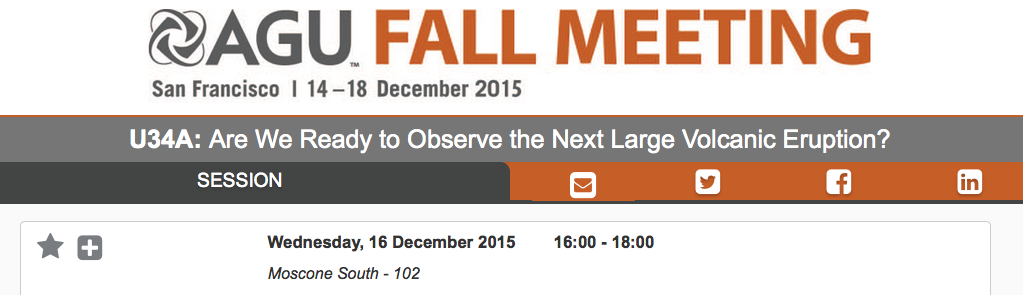 AGU™ FALL MEETING
San Francisco | 14–18 December 2015
U34A: Are We Ready to Observe the Next Large Volcanic Eruption?
SESSION
Wednesday, 16 December 2015 16:00 - 18:00
Moscone South - 102